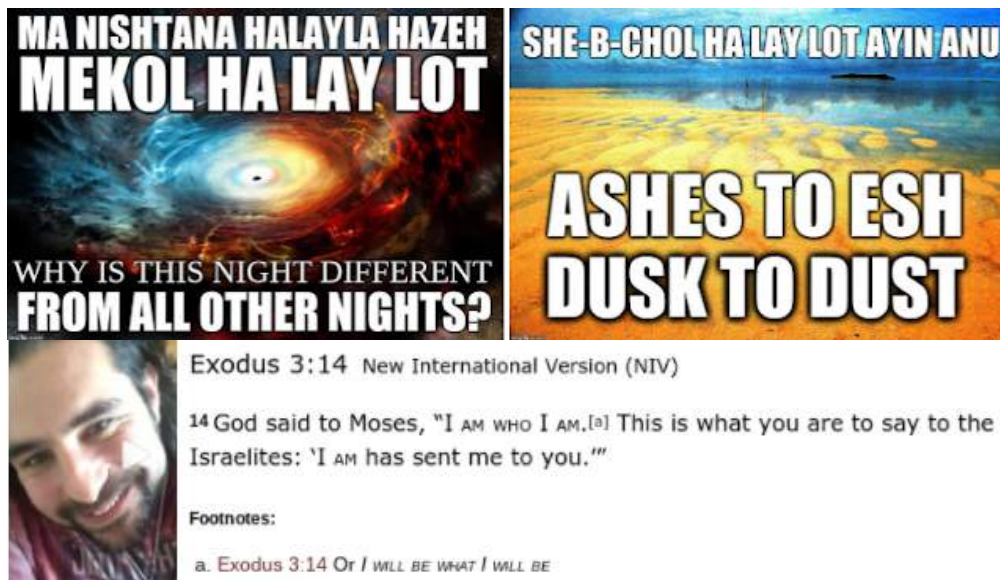 MA NISHTANA HALAYLA HAZEH
MEKOL HA LAY LOT
WHY IS THIS NIGHT DIFFERENT
FROM ALL OTHER NIGHTS?
SHE-B-CHOL HA LAY LOT AYIN ANU
ASHES TO ESH
DUSK TO DUST
Exodus 3:14 New International Version (NIV)
14 God said to Moses, “I AM WHO I AM.[a] This is what you are to say to the
Israelites: ‘I AM has sent me to you.’”
Footnotes:
a. Exodus 3:14 Or I WILL BE WHAT I WILL BE